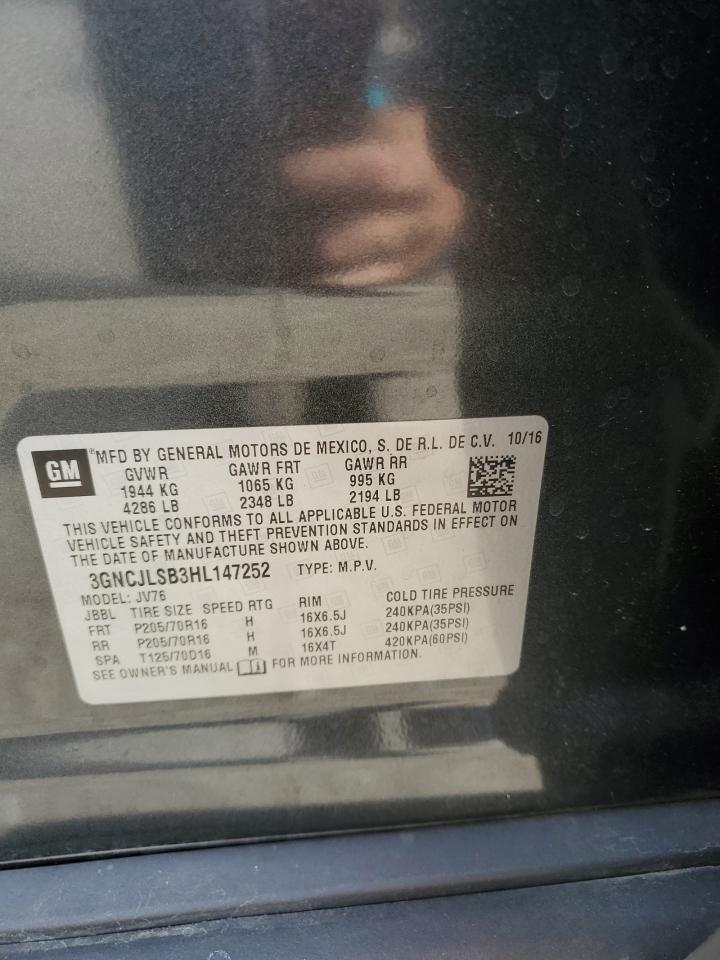 GM ®MFD BY GENERAL MOTORS DE MEXICO, S. DE R.L. DE C.V. 10/16
GVWR GAWR FRT GAWR RR
1944 KG 1065 KG 995 KG
4286 LB 2348 LB 2194 LB
THIS VEHICLE CONFORMS TO ALL APPLICABLE U.S. FEDERAL MOTOR
VEHICLE SAFETY AND THEFT PREVENTION STANDARDS IN EFFECT ON
THE DATE OF MANUFACTURE SHOWN ABOVE.
3GNCJLSB3HL147252 TYPE: M.P.V.
MODEL: JV76
JBBL TIRE SIZE SPEED RTG RIM COLD TIRE PRESSURE
FRT P205/70R16 H 16X6.5J 240KPA(35PSI)
RR P205/70R16 H 16X6.5J 240KPA(35PSI)
SPA T125/70D16 M 16X4T 420KPA(60PSI)
SEE OWNER'S MANUAL FOR MORE INFORMATION.